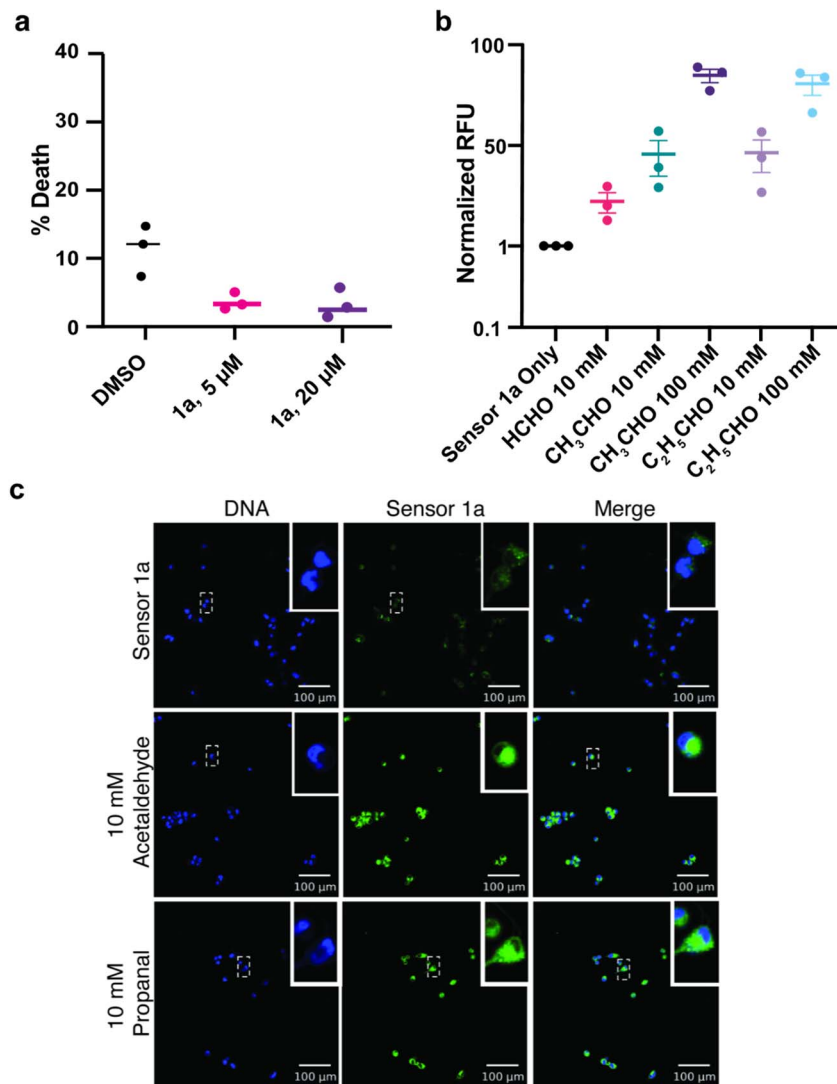 a
40
30
20
10
0
% Death
DMSO
1a, 5 µM
1a, 20 µM
b
100
50
1
0.1
Normalized RFU
Sensor 1a Only
HCHO 10 mM
CH₃CHO 10 mM
CH₃CHO 100 mM
C₂H₅CHO 10 mM
C₂H₅CHO 100 mM
c
DNA Sensor 1a Merge
Sensor 1a
100 µm 100 µm 100 µm
10 mM
Acetaldehyde
100 µm 100 µm 100 µm
10 mM
Propanal
100 µm 100 µm 100 µm